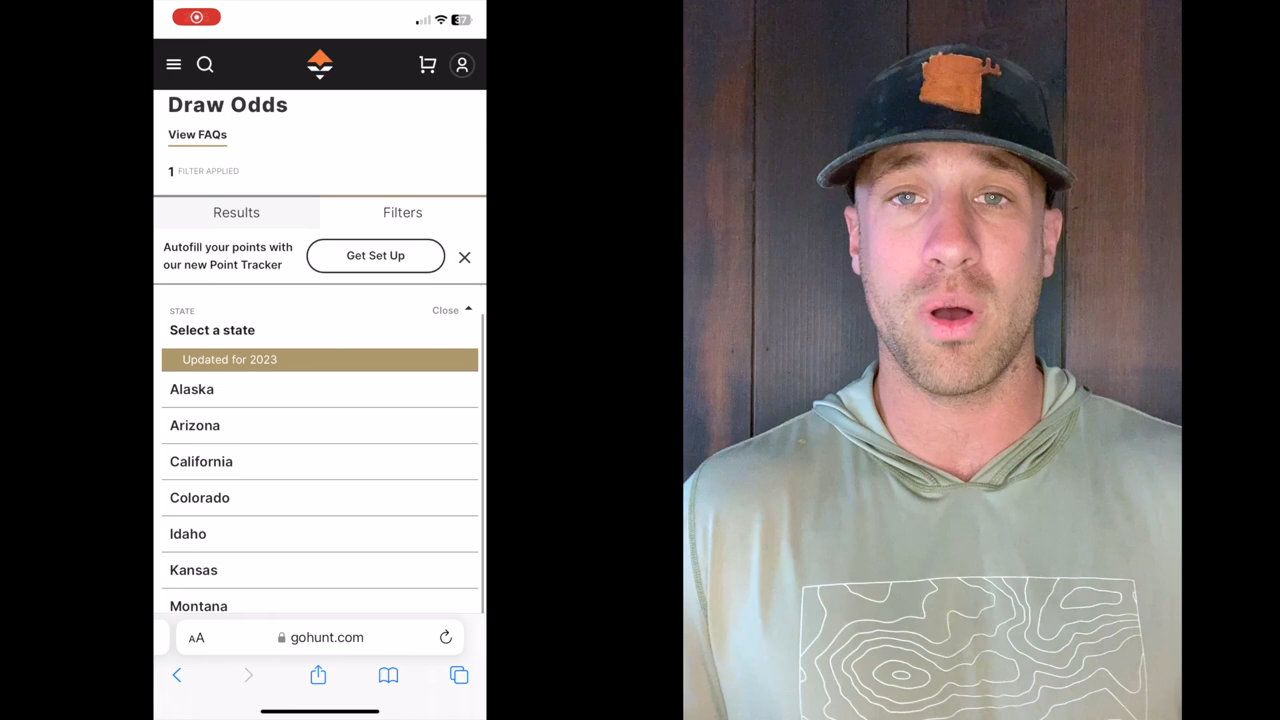 37
Draw Odds
View FAQs
1 FILTER APPLIED
Results Filters
Autofill your points with
our new Point Tracker
Get Set Up
STATE
Close
Select a state
Updated for 2023
Alaska
Arizona
California
Colorado
Idaho
Kansas
Montana
AA gohunt.com